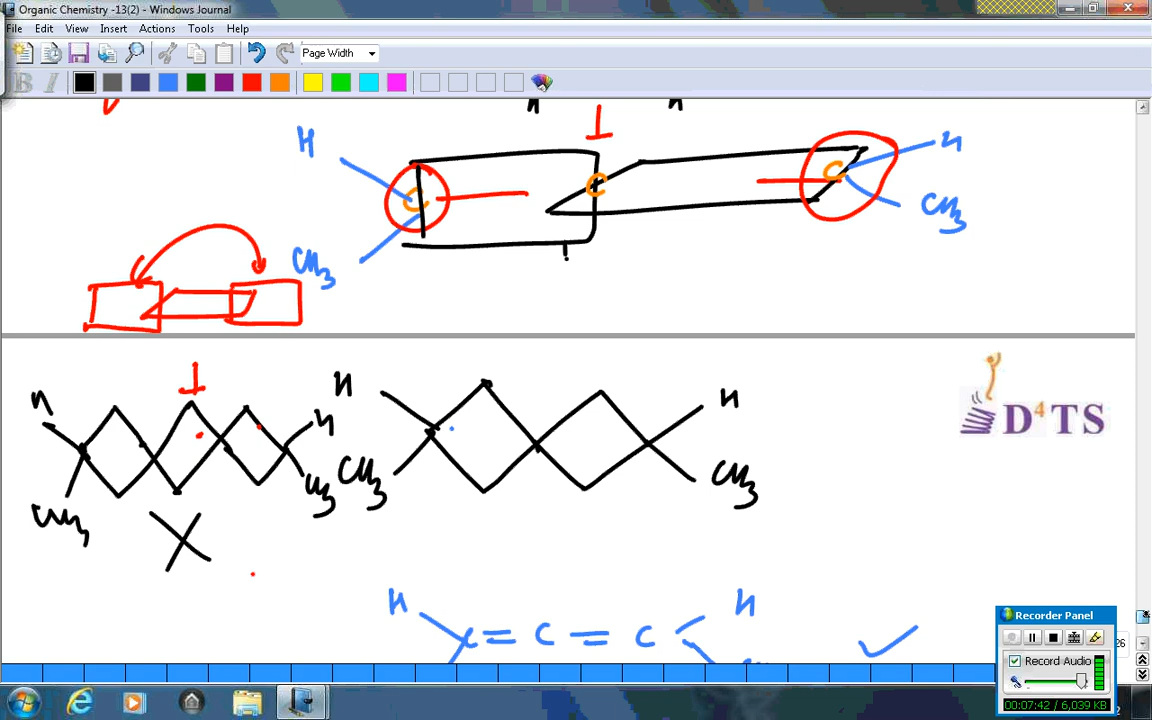 Organic Chemistry -13(2) - Windows Journal
File Edit View Insert Actions Tools Help
Page Width
B I
H H
H
C C C
CH3 CH3
H H H H
CH3 CH3 CH3 CH3
D4TS
H H
C = C = C
Recorder Panel
Record Audio
00:07:42 / 6,039 KB
26